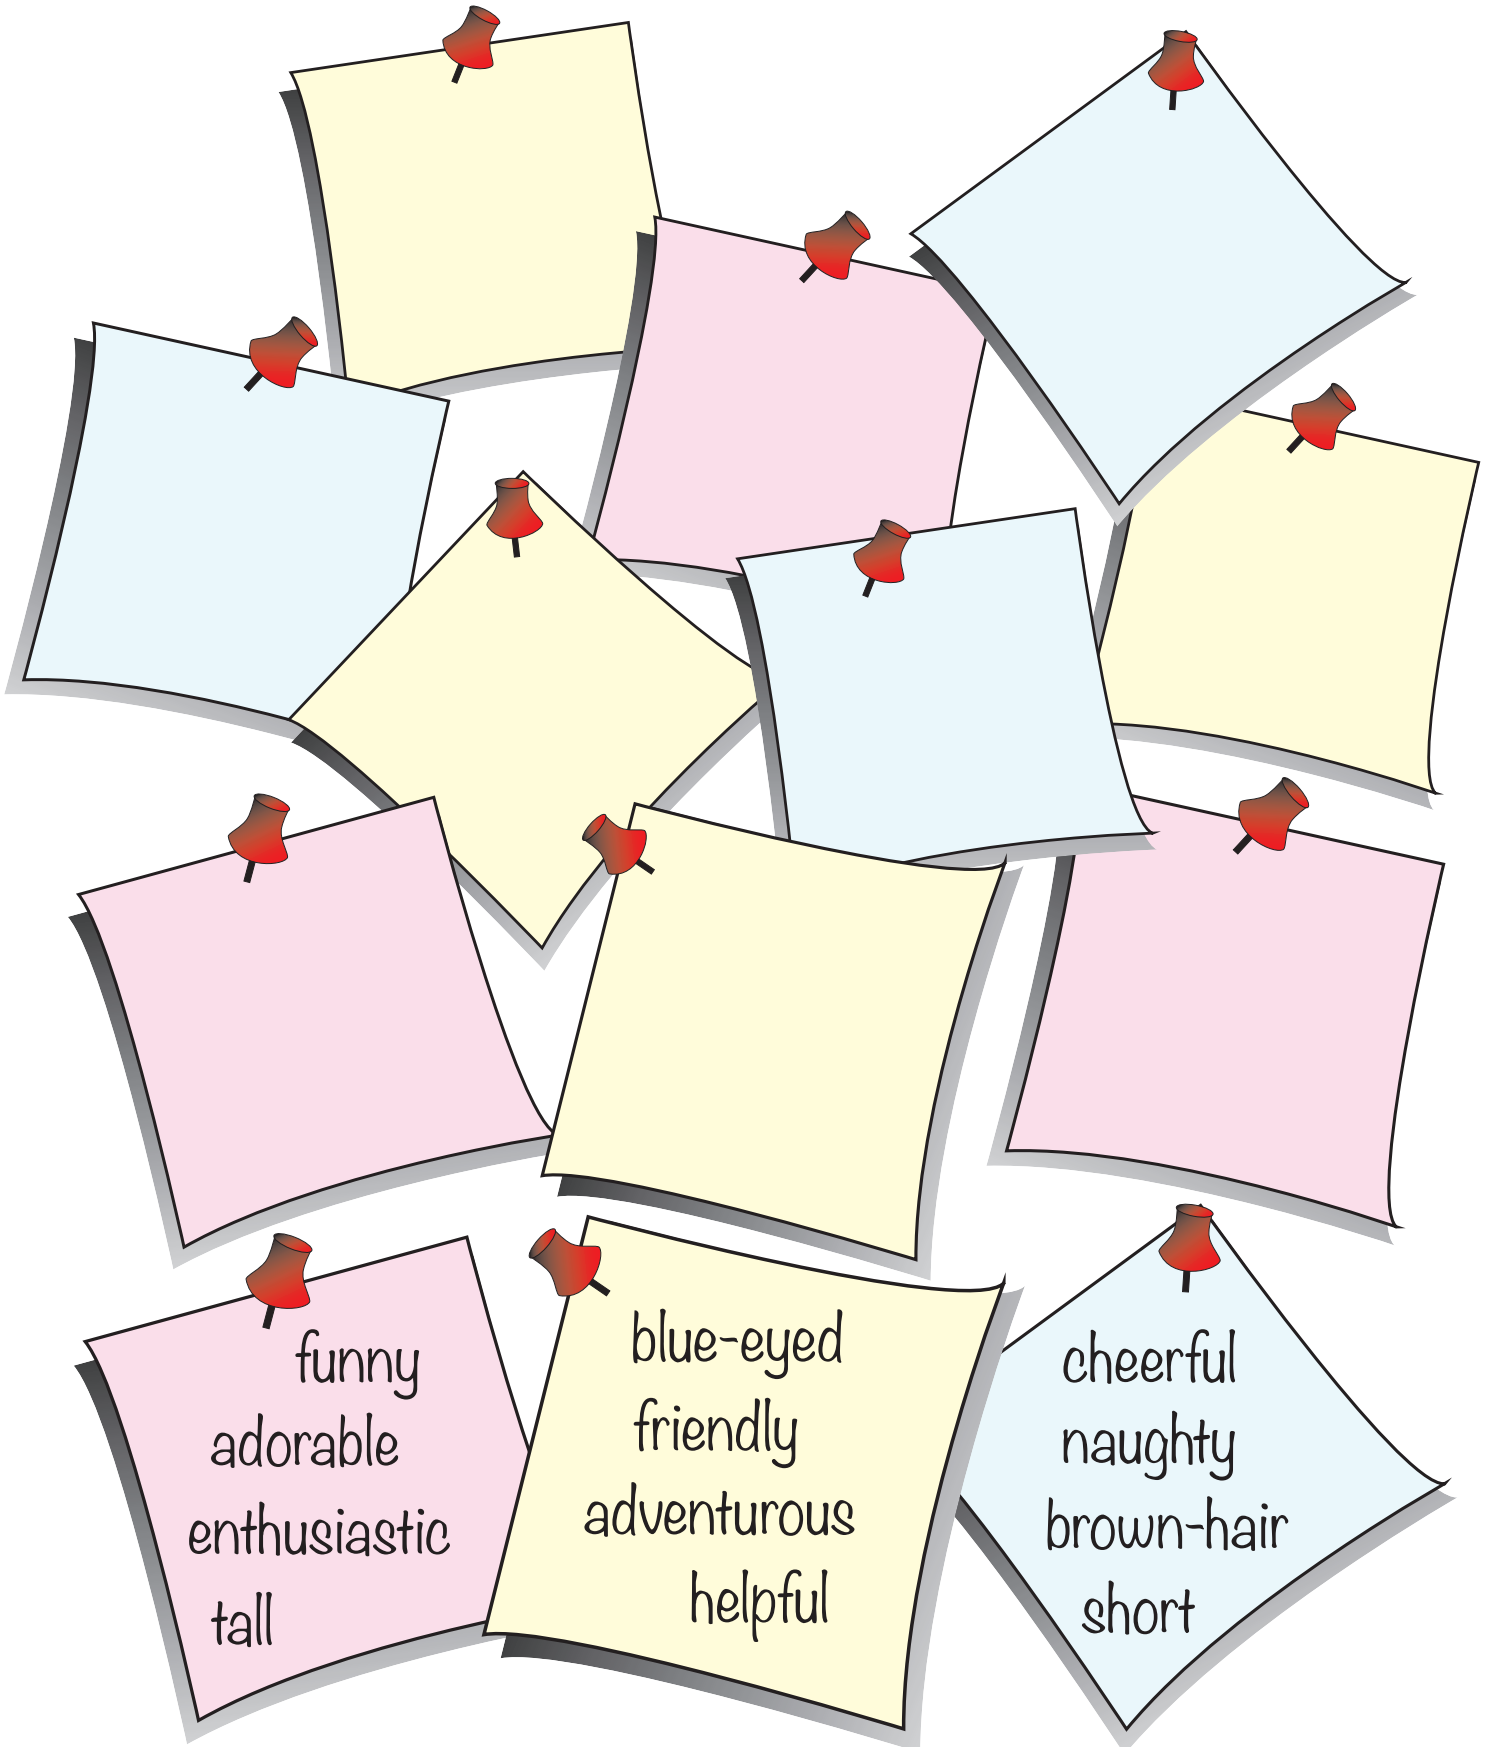 funny
adorable
enthusiastic
tall
blue-eyed
friendly
adventurous
helpful
cheerful
naughty
brown-hair
short